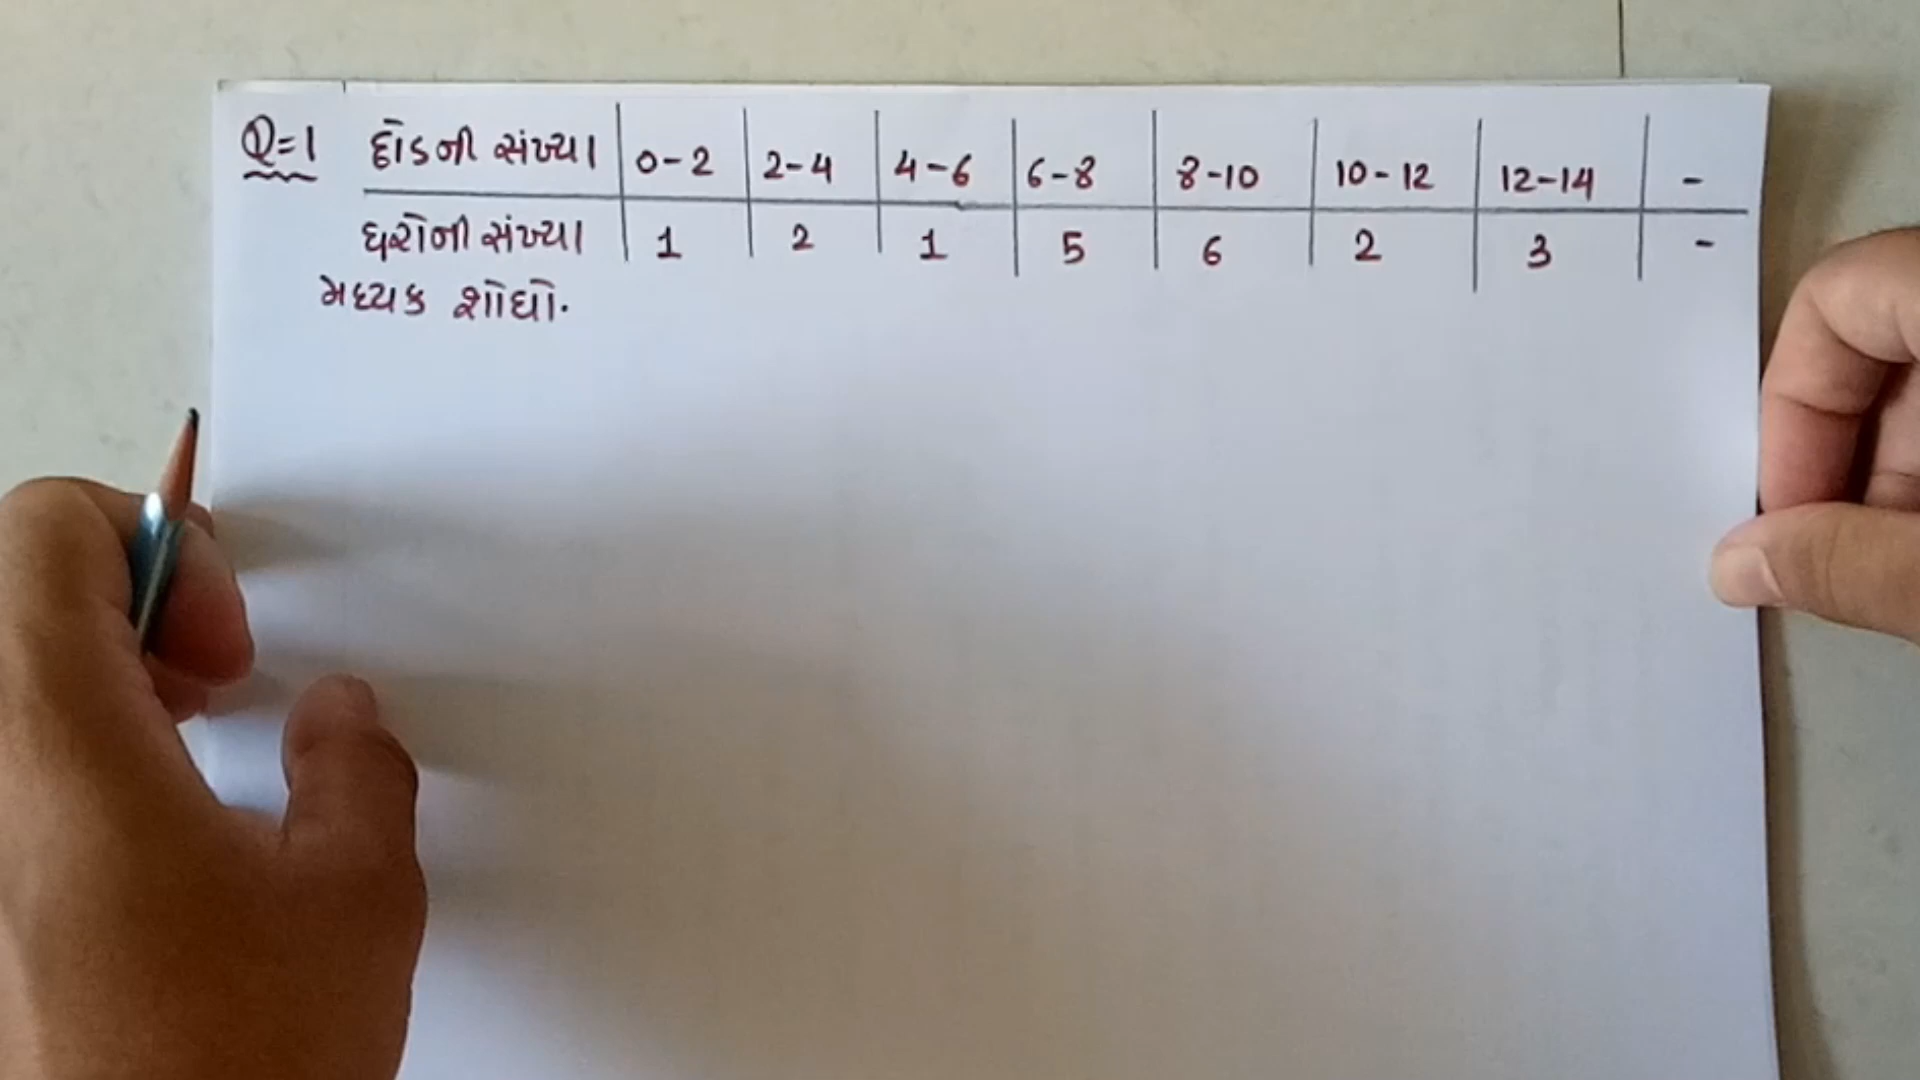 Q=1 છોડની સંખ્યા 0-2 2-4 4-6 6-8 8-10 10-12 12-14 -
ઘરોની સંખ્યા 1 2 1 5 6 2 3 -
મધ્યક શોધો.